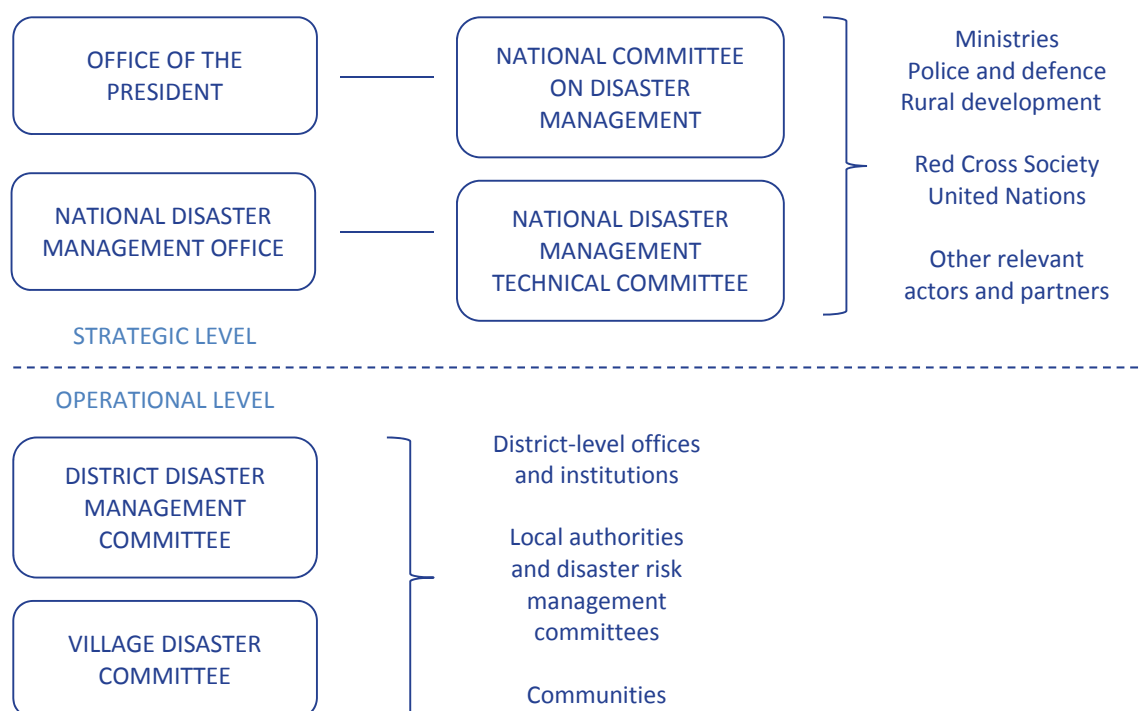 OFFICE OF THE
PRESIDENT
NATIONAL COMMITTEE
ON DISASTER
MANAGEMENT
Ministries
Police and defence
Rural development
Red Cross Society
United Nations
Other relevant
actors and partners
NATIONAL DISASTER
MANAGEMENT OFFICE
NATIONAL DISASTER
MANAGEMENT
TECHNICAL COMMITTEE
STRATEGIC LEVEL
OPERATIONAL LEVEL
DISTRICT DISASTER
MANAGEMENT
COMMITTEE
District-level offices
and institutions
Local authorities
and disaster risk
management
committees
Communities
VILLAGE DISASTER
COMMITTEE